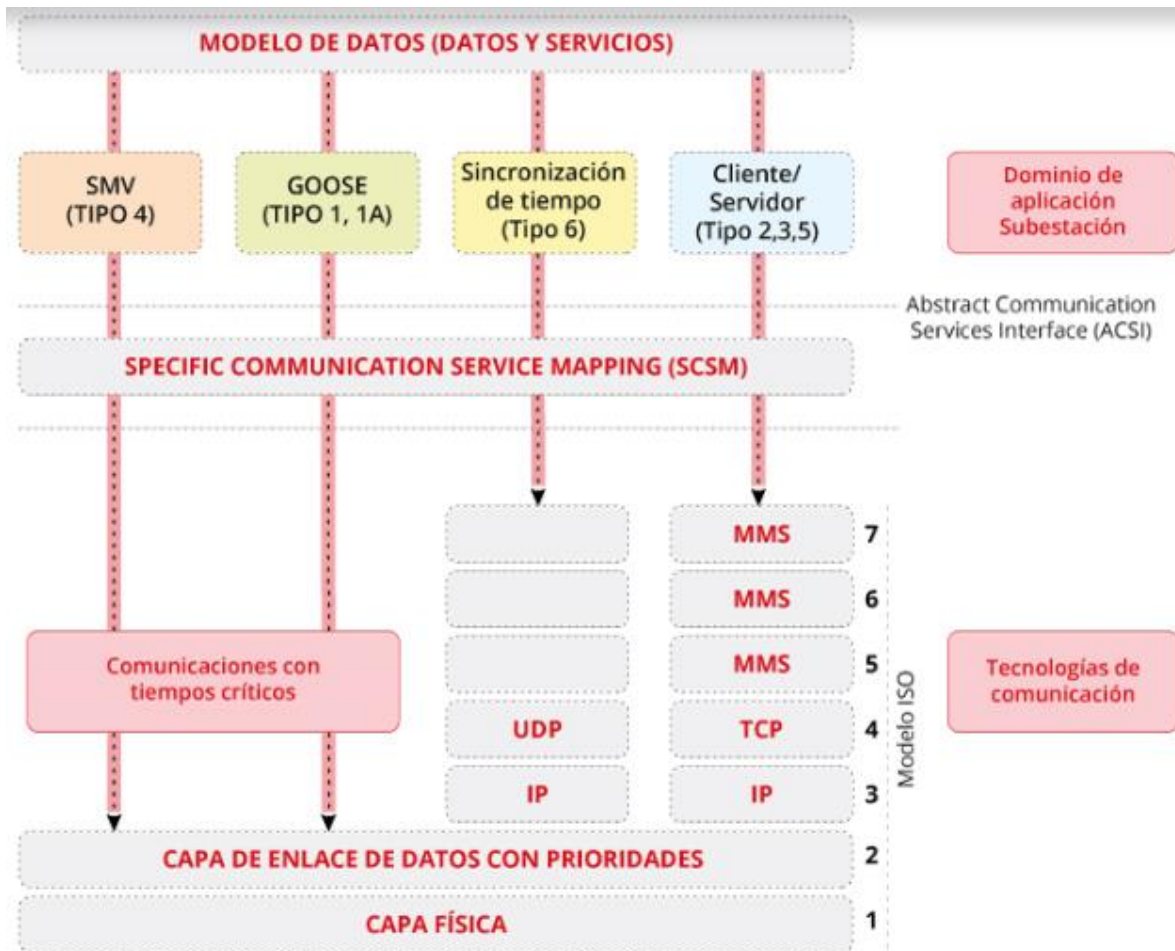 MODELO DE DATOS (DATOS Y SERVICIOS)
SMV
(TIPO 4)
GOOSE
(TIPO 1, 1A)
Sincronización
de tiempo
(Tipo 6)
Cliente/
Servidor
(Tipo 2,3,5)
Dominio de
aplicación
Subestación
Abstract Communication
Services Interface (ACSI)
SPECIFIC COMMUNICATION SERVICE MAPPING (SCSM)
MMS
7
MMS
6
Comunicaciones con
tiempos críticos
MMS
5
Tecnologías de
comunicación
UDP
TCP
4
IP
IP
3
Modelo ISO
CAPA DE ENLACE DE DATOS CON PRIORIDADES
2
CAPA FÍSICA
1